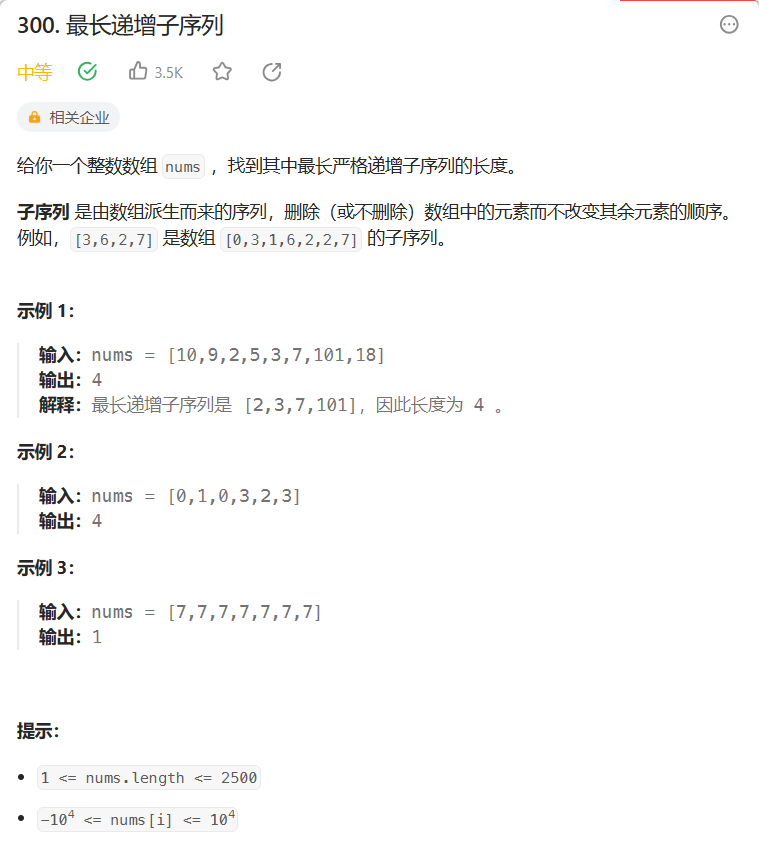 300. 最长递增子序列
中等 3.5K
相关企业
给你一个整数数组 nums ，找到其中最长严格递增子序列的长度。
子序列 是由数组派生而来的序列，删除（或不删除）数组中的元素而不改变其余元素的顺序。
例如，[3,6,2,7] 是数组 [0,3,1,6,2,2,7] 的子序列。
示例 1：
输入：nums = [10,9,2,5,3,7,101,18]
输出：4
解释：最长递增子序列是 [2,3,7,101]，因此长度为 4 。
示例 2：
输入：nums = [0,1,0,3,2,3]
输出：4
示例 3：
输入：nums = [7,7,7,7,7,7,7]
输出：1
提示：
• 1 <= nums.length <= 2500
• -10⁴ <= nums[i] <= 10⁴